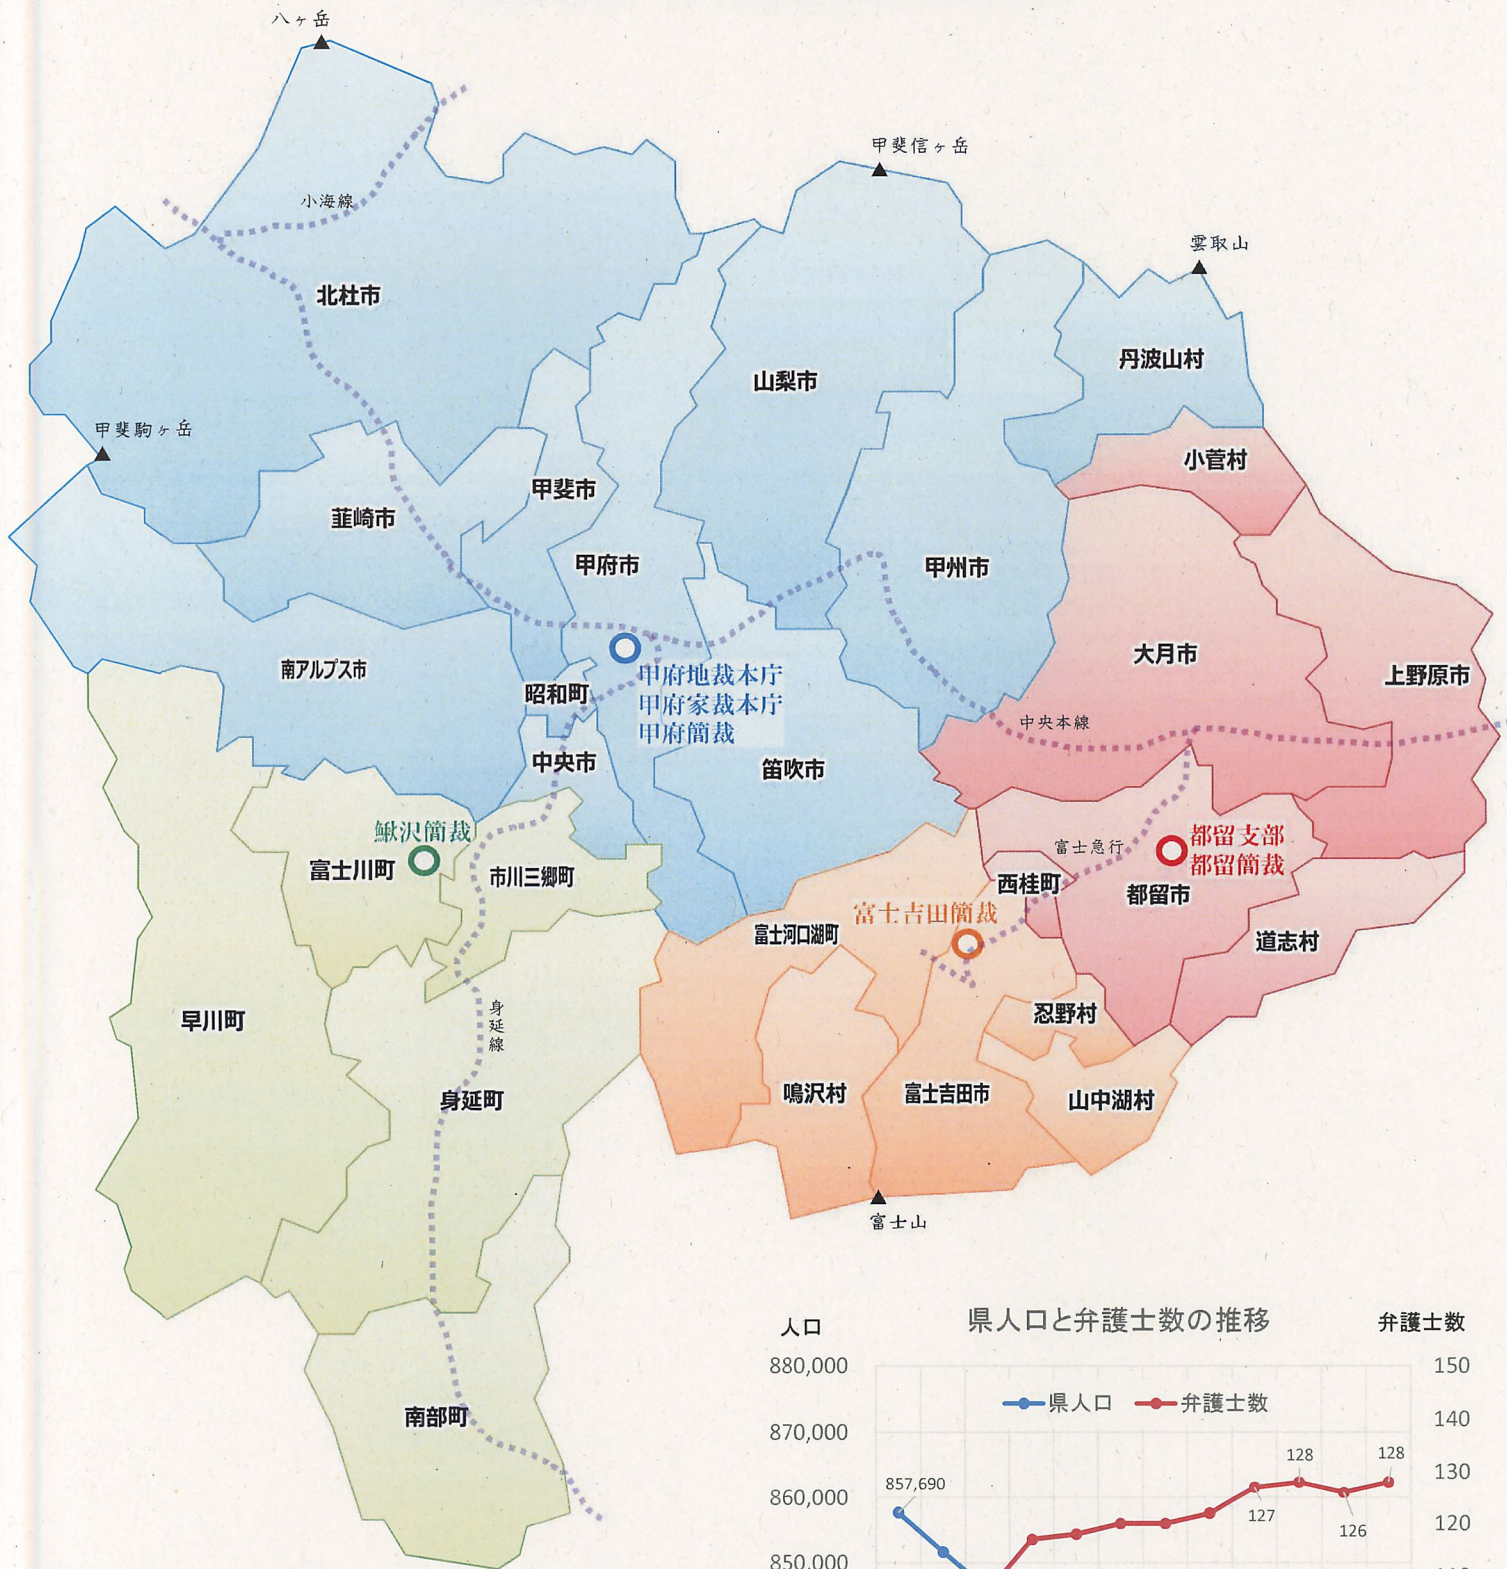 八ヶ岳
甲斐信ヶ岳
小海線
雲取山
北杜市
丹波山村
山梨市
甲斐駒ヶ岳
小菅村
甲斐市
韮崎市
甲府市
甲州市
大月市
南アルプス市
上野原市
甲府地裁本庁
甲府家裁本庁
甲府簡裁
昭和町
中央本線
中央市
笛吹市
鰍沢簡裁
都留支部
都留簡裁
富士急行
富士川町
市川三郷町
西桂町
都留市
富士吉田簡裁
富士河口湖町
道志村
身延線
忍野村
早川町
鳴沢村
富士吉田市
山中湖村
身延町
富士山
人口
県人口と弁護士数の推移
弁護士数
880,000
150
県人口
弁護士数
南部町
140
870,000
128
128
130
857,690
860,000
127
126
120
850,000